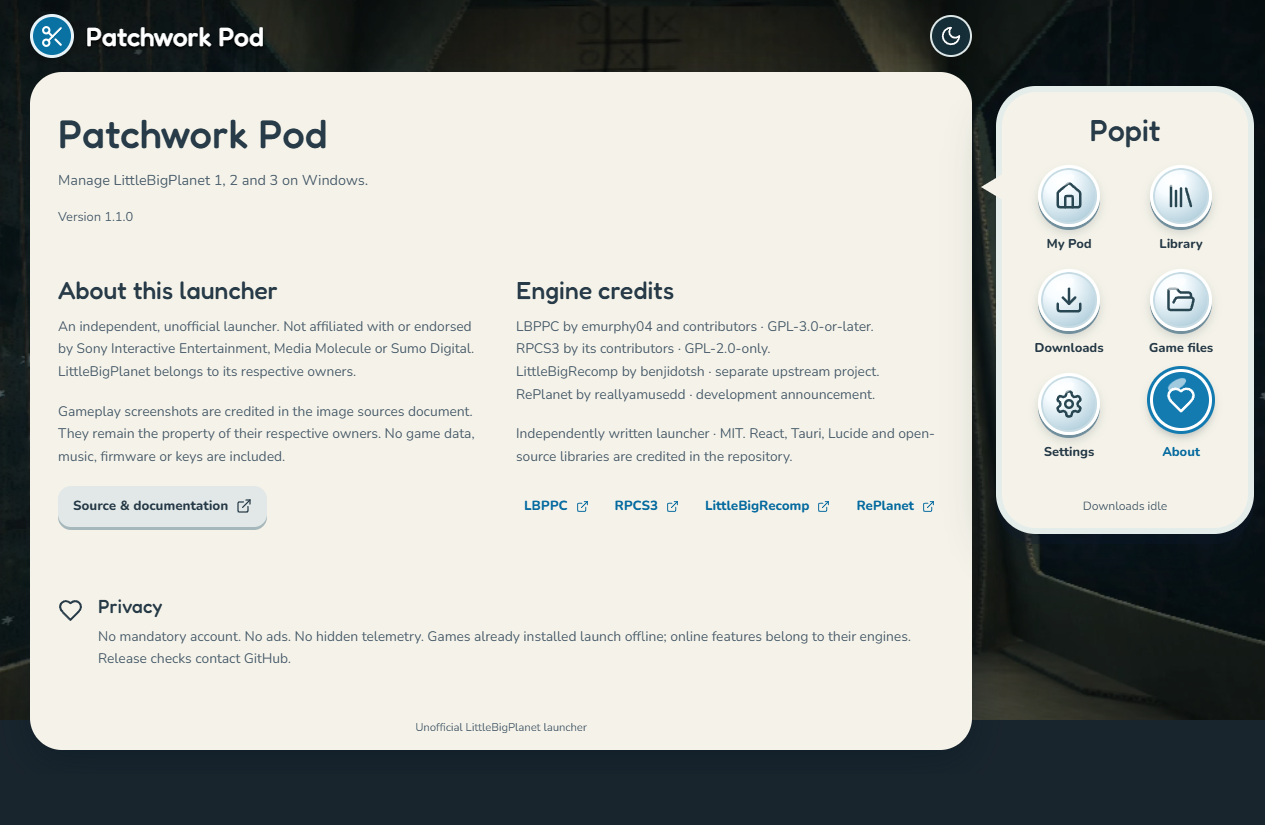 Patchwork Pod
Patchwork Pod
Manage LittleBigPlanet 1, 2 and 3 on Windows.
Version 1.1.0
About this launcher
An independent, unofficial launcher. Not affiliated with or endorsed
by Sony Interactive Entertainment, Media Molecule or Sumo Digital.
LittleBigPlanet belongs to its respective owners.
Gameplay screenshots are credited in the image sources document.
They remain the property of their respective owners. No game data,
music, firmware or keys are included.
Source & documentation
Engine credits
LBPPC by emurphy04 and contributors · GPL-3.0-or-later.
RPCS3 by its contributors · GPL-2.0-only.
LittleBigRecomp by benjidotsh · separate upstream project.
RePlanet by reallyamusedd · development announcement.
Independently written launcher · MIT. React, Tauri, Lucide and open-
source libraries are credited in the repository.
LBPPC RPCS3 LittleBigRecomp RePlanet
Privacy
No mandatory account. No ads. No hidden telemetry. Games already installed launch offline; online features belong to their engines.
Release checks contact GitHub.
Unofficial LittleBigPlanet launcher
Popit
My Pod Library
Downloads Game files
Settings About
Downloads idle